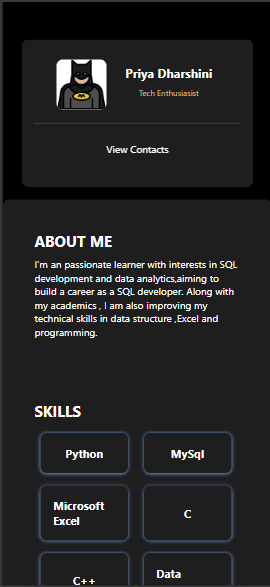 Priya Dharshini
Tech Enthusiasist
View Contacts
ABOUT ME
I'm an passionate learner with interests in SQL
development and data analytics,aiming to
build a career as a SQL developer. Along with
my academics , I am also improving my
technical skills in data structure ,Excel and
programming.
SKILLS
Python
MySql
Microsoft
Excel
C
C++
Data